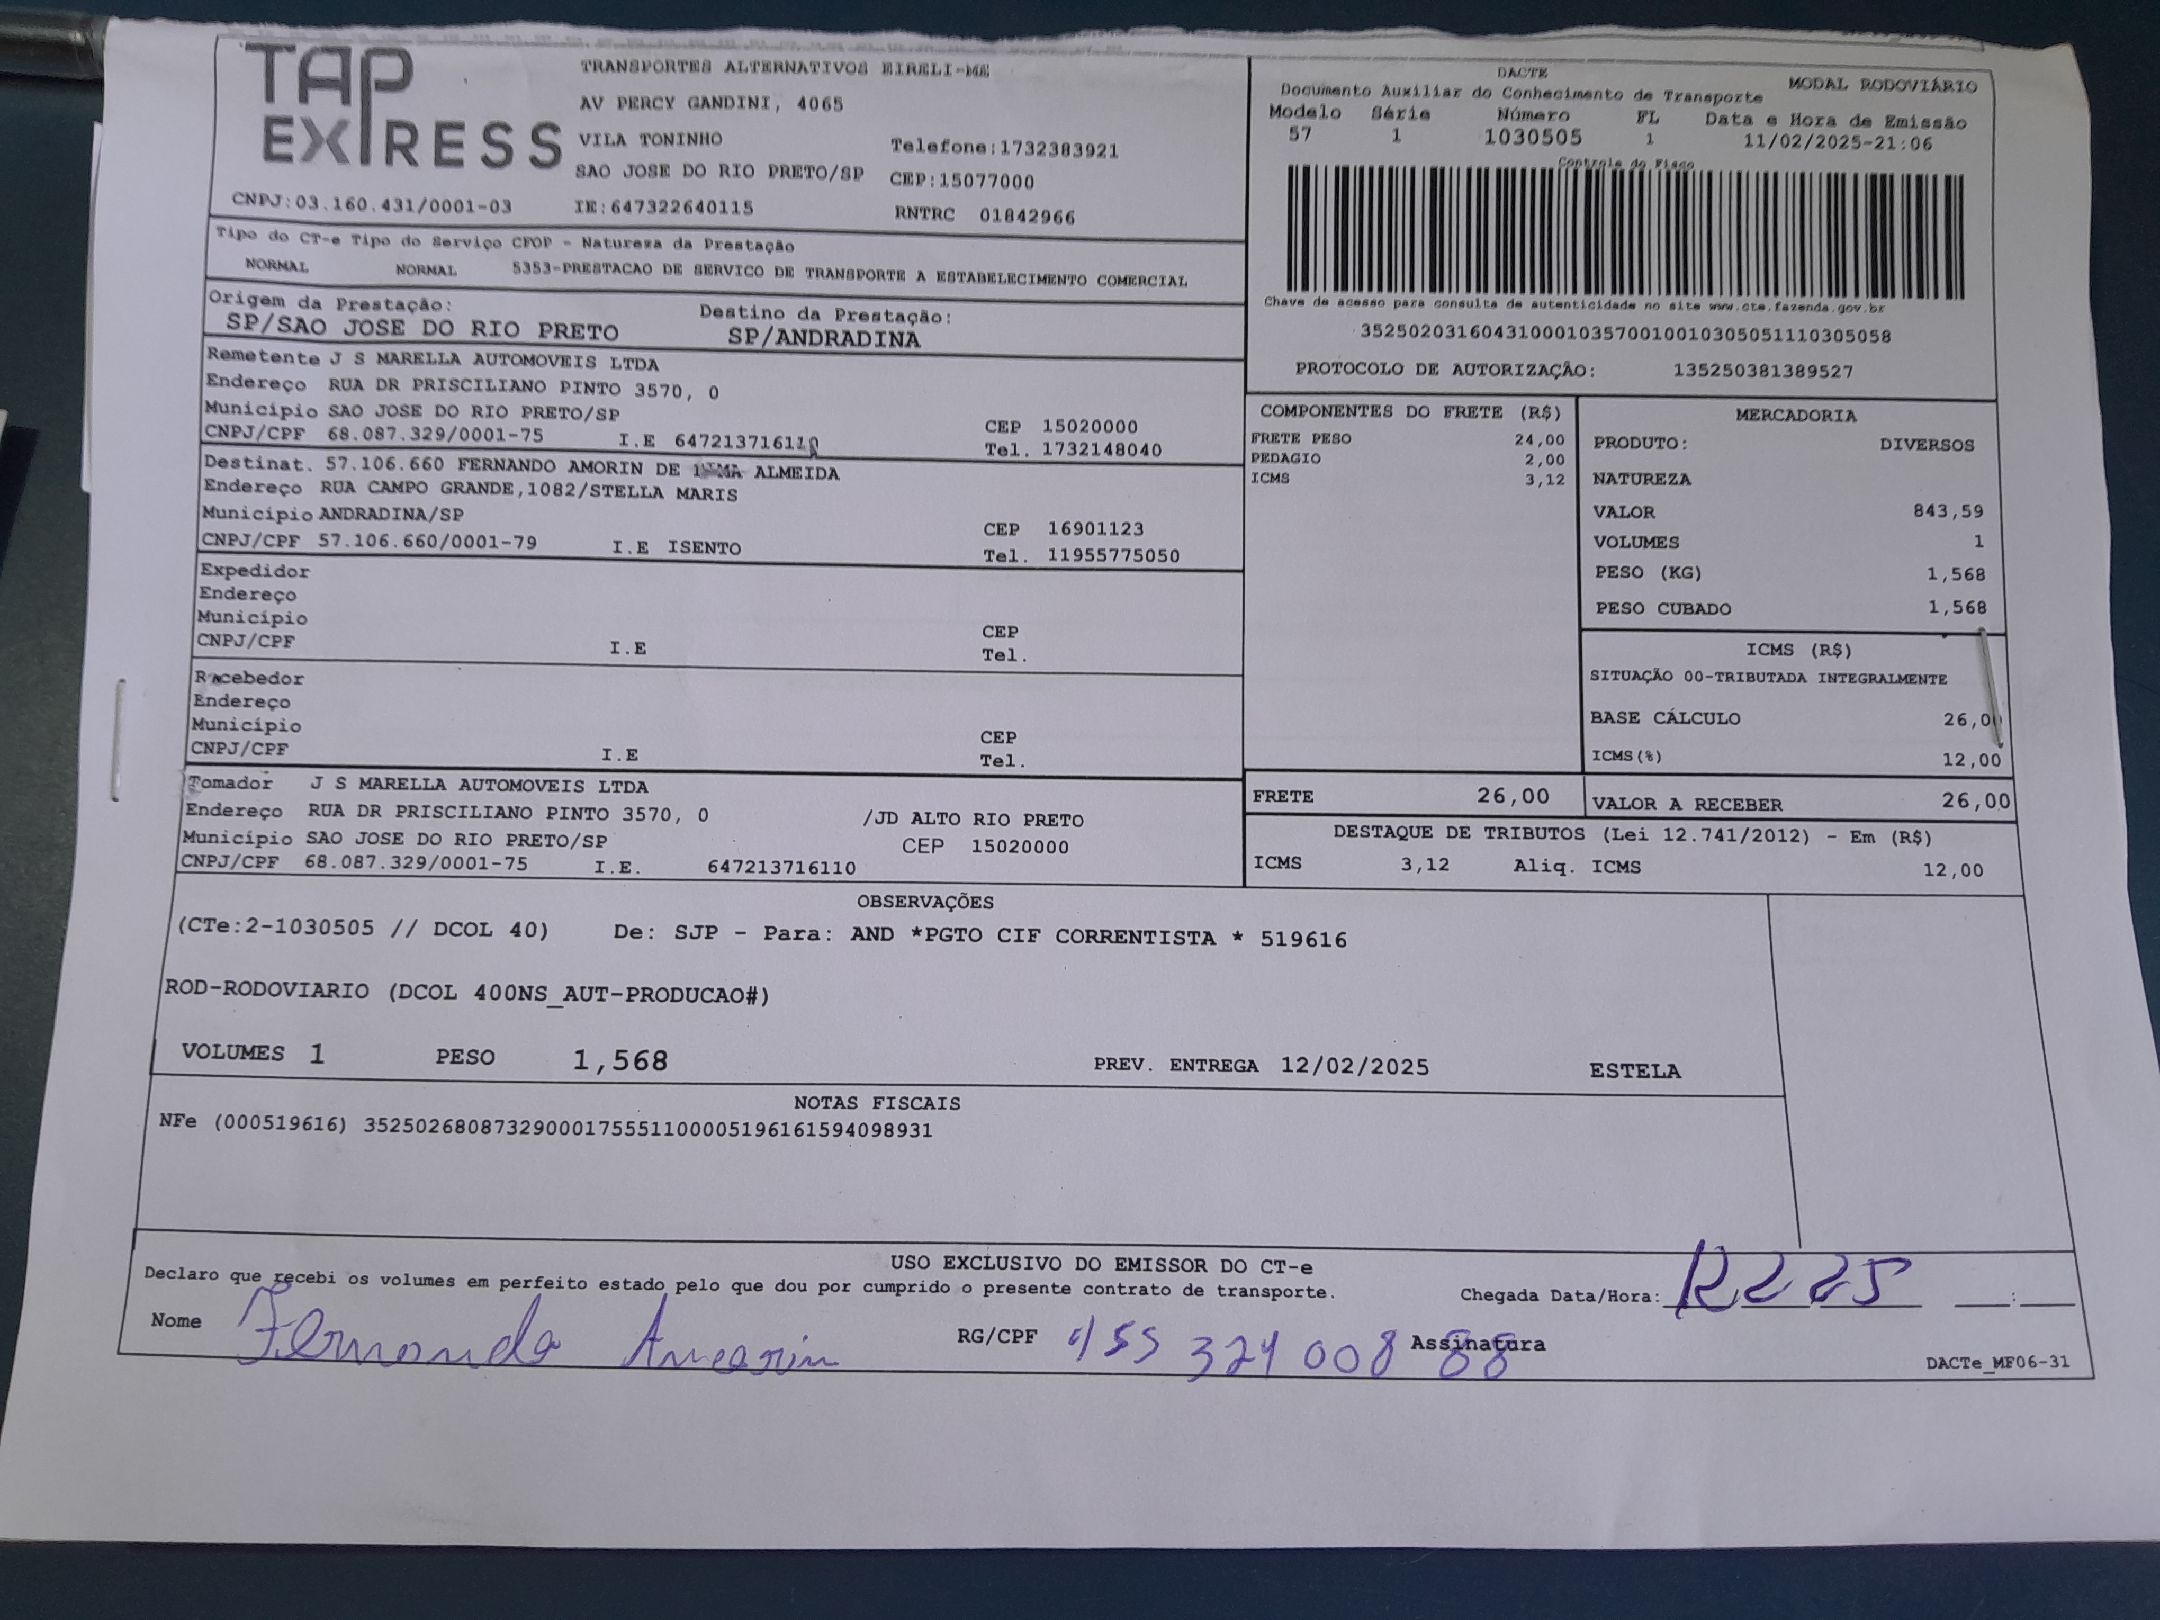 TAP EXPRESS
TRANSPORTES ALTERNATIVOS EIRELI-ME
AV PERCY GANDINI, 4065
VILA TONINHO Telefone:1732383921
SAO JOSE DO RIO PRETO/SP CEP:15077000
CNPJ:03.160.431/0001-03 IE:647322640115 RNTRC 01842966
DACTE MODAL RODOVIÁRIO
Documento Auxiliar do Conhecimento de Transporte
Modelo Série Número FL Data e Hora de Emissão
57 1 1030505 1 11/02/2025-21:06
Controle do Fisco
Chave de acesso para consulta de autenticidade no site www.cte.fazenda.gov.br
35250203160431000103570010010305051110305058
PROTOCOLO DE AUTORIZAÇÃO: 135250381389527
Tipo do CT-e Tipo do Serviço CFOP - Natureza da Prestação
NORMAL NORMAL 5353-PRESTACAO DE SERVICO DE TRANSPORTE A ESTABELECIMENTO COMERCIAL
Origem da Prestação: Destino da Prestação:
SP/SAO JOSE DO RIO PRETO SP/ANDRADINA
Remetente J S MARELLA AUTOMOVEIS LTDA
Endereço RUA DR PRISCILIANO PINTO 3570, 0
Município SAO JOSE DO RIO PRETO/SP CEP 15020000
CNPJ/CPF 68.087.329/0001-75 I.E 647213716110 Tel. 1732148040
Destinat. 57.106.660 FERNANDO AMORIN DE ALMEIDA
Endereço RUA CAMPO GRANDE,1082/STELLA MARIS
Município ANDRADINA/SP CEP 16901123
CNPJ/CPF 57.106.660/0001-79 I.E ISENTO Tel. 11955775050
Expedidor
Endereço
Município CEP
CNPJ/CPF I.E Tel.
Recebedor
Endereço
Município CEP
CNPJ/CPF I.E Tel.
Tomador J S MARELLA AUTOMOVEIS LTDA
Endereço RUA DR PRISCILIANO PINTO 3570, 0 /JD ALTO RIO PRETO
Município SAO JOSE DO RIO PRETO/SP CEP 15020000
CNPJ/CPF 68.087.329/0001-75 I.E. 647213716110
COMPONENTES DO FRETE (R$)
FRETE PESO 24,00
PEDAGIO 2,00
ICMS 3,12
MERCADORIA
PRODUTO: DIVERSOS
NATUREZA
VALOR 843,59
VOLUMES 1
PESO (KG) 1,568
PESO CUBADO 1,568
ICMS (R$)
SITUAÇÃO 00-TRIBUTADA INTEGRALMENTE
BASE CÁLCULO 26,00
ICMS(%) 12,00
FRETE 26,00 VALOR A RECEBER 26,00
DESTAQUE DE TRIBUTOS (Lei 12.741/2012) - Em (R$)
ICMS 3,12 Aliq. ICMS 12,00
OBSERVAÇÕES
(CTe:2-1030505 // DCOL 40) De: SJP - Para: AND *PGTO CIF CORRENTISTA * 519616
ROD-RODOVIARIO (DCOL 400NS_AUT-PRODUCAO#)
VOLUMES 1 PESO 1,568 PREV. ENTREGA 12/02/2025 ESTELA
NOTAS FISCAIS
NFe (000519616) 35250268087329000175551100005196161594098931
USO EXCLUSIVO DO EMISSOR DO CT-e
Declaro que recebi os volumes em perfeito estado pelo que dou por cumprido o presente contrato de transporte. Chegada Data/Hora: 12 2 25
Nome Fernando Amorin RG/CPF 455 324 008 88 Assinatura
DACTe_MF06-31